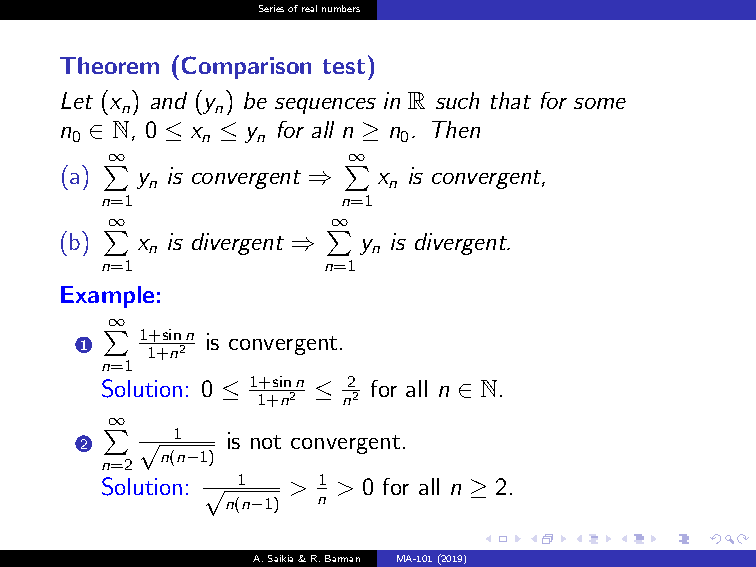 Series of real numbers
Theorem (Comparison test)
Let (xₙ) and (yₙ) be sequences in ℝ such that for some
n₀ ∈ ℕ, 0 ≤ xₙ ≤ yₙ for all n ≥ n₀. Then
(a) ∑_{n=1}^{∞} yₙ is convergent ⇒ ∑_{n=1}^{∞} xₙ is convergent,
(b) ∑_{n=1}^{∞} xₙ is divergent ⇒ ∑_{n=1}^{∞} yₙ is divergent.
Example:
1 ∑_{n=1}^{∞} (1+sin n)/(1+n²) is convergent.
Solution: 0 ≤ (1+sin n)/(1+n²) ≤ 2/n² for all n ∈ ℕ.
2 ∑_{n=2}^{∞} 1/√(n(n−1)) is not convergent.
Solution: 1/√(n(n−1)) > 1/n > 0 for all n ≥ 2.
A. Saikia & R. Barman MA-101 (2019)